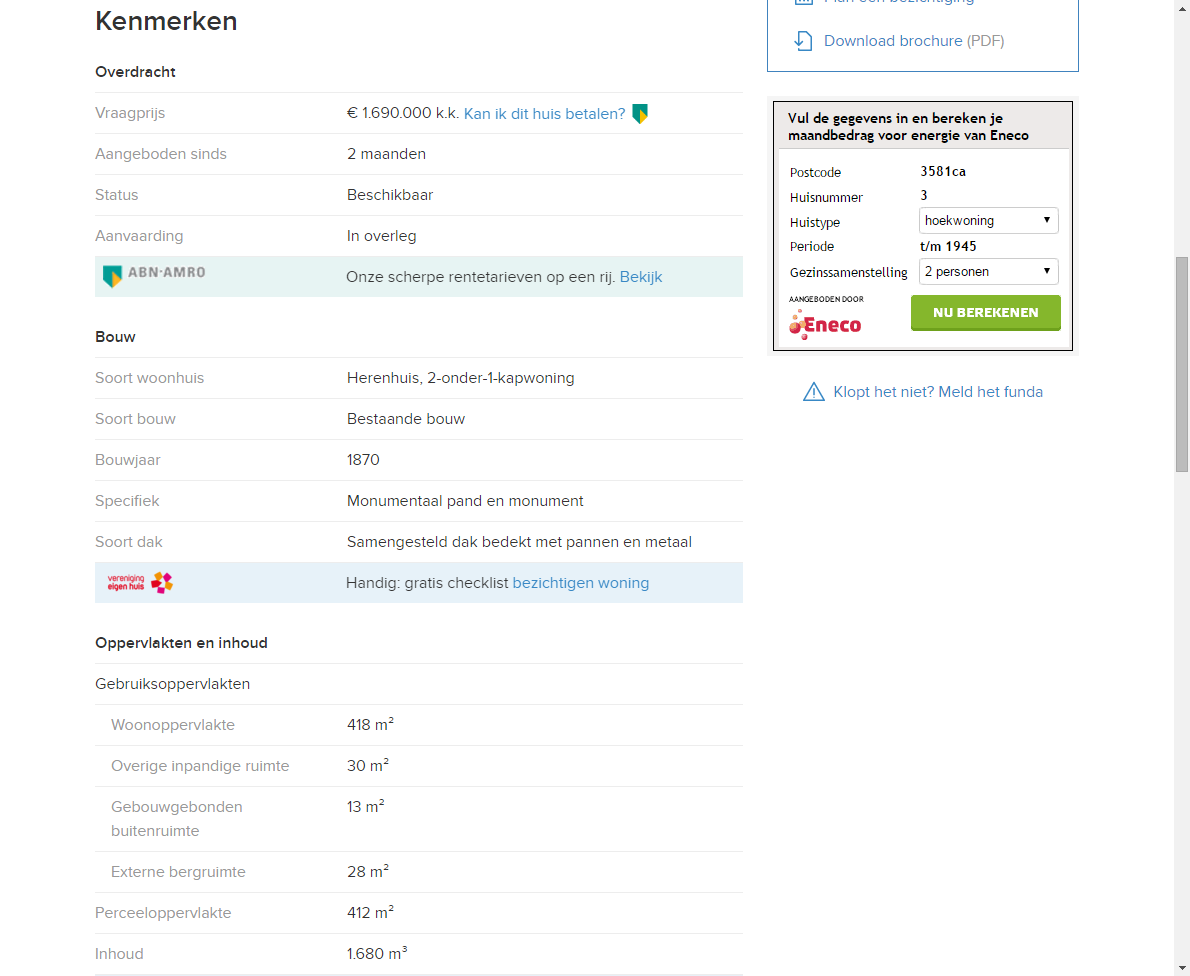 Kenmerken
Overdracht
Vraagprijs € 1.690.000 k.k. Kan ik dit huis betalen?
Aangeboden sinds 2 maanden
Status Beschikbaar
Aanvaarding In overleg
ABN·AMRO Onze scherpe rentetarieven op een rij. Bekijk
Bouw
Soort woonhuis Herenhuis, 2-onder-1-kapwoning
Soort bouw Bestaande bouw
Bouwjaar 1870
Specifiek Monumentaal pand en monument
Soort dak Samengesteld dak bedekt met pannen en metaal
vereniging
eigen huis Handig: gratis checklist bezichtigen woning
Oppervlakten en inhoud
Gebruiksoppervlakten
Woonoppervlakte 418 m²
Overige inpandige ruimte 30 m²
Gebouwgebonden 13 m²
buitenruimte
Externe bergruimte 28 m²
Perceeloppervlakte 412 m²
Inhoud 1.680 m³
Plan een bezichtiging
Download brochure (PDF)
Vul de gegevens in en bereken je
maandbedrag voor energie van Eneco
Postcode 3581ca
Huisnummer 3
Huistype hoekwoning
Periode t/m 1945
Gezinssamenstelling 2 personen
AANGEBODEN DOOR
Eneco
NU BEREKENEN
Klopt het niet? Meld het funda